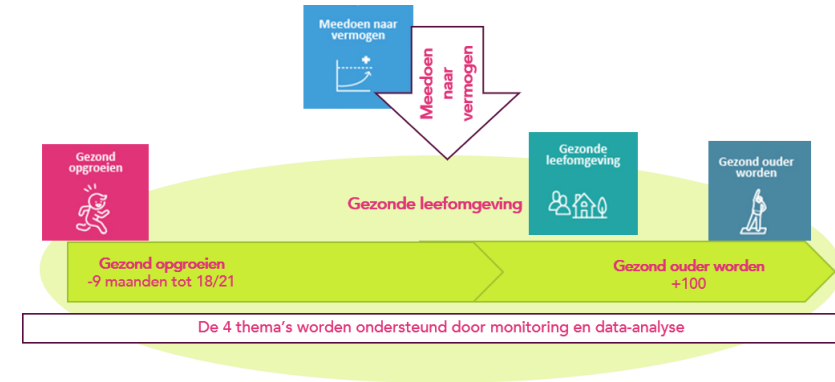 Meedoen naar
vermogen
Meedoen
naar
vermogen
Gezond
opgroeien
Gezonde
leefomgeving
Gezond ouder
worden
Gezonde leefomgeving
Gezond opgroeien
-9 maanden tot 18/21
Gezond ouder worden
+100
De 4 thema's worden ondersteund door monitoring en data-analyse